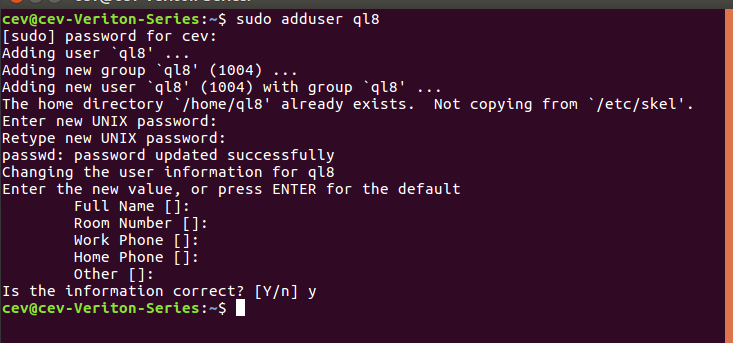 cev@cev-Veriton-Series:~$ sudo adduser ql8
[sudo] password for cev:
Adding user `ql8' ...
Adding new group `ql8' (1004) ...
Adding new user `ql8' (1004) with group `ql8' ...
The home directory `/home/ql8' already exists.  Not copying from `/etc/skel'.
Enter new UNIX password:
Retype new UNIX password:
passwd: password updated successfully
Changing the user information for ql8
Enter the new value, or press ENTER for the default
        Full Name []:
        Room Number []:
        Work Phone []:
        Home Phone []:
        Other []:
Is the information correct? [Y/n] y
cev@cev-Veriton-Series:~$